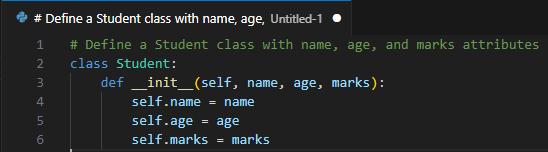 # Define a Student class with name, age, Untitled-1
1 # Define a Student class with name, age, and marks attributes
2 class Student:
3     def __init__(self, name, age, marks):
4         self.name = name
5         self.age = age
6         self.marks = marks